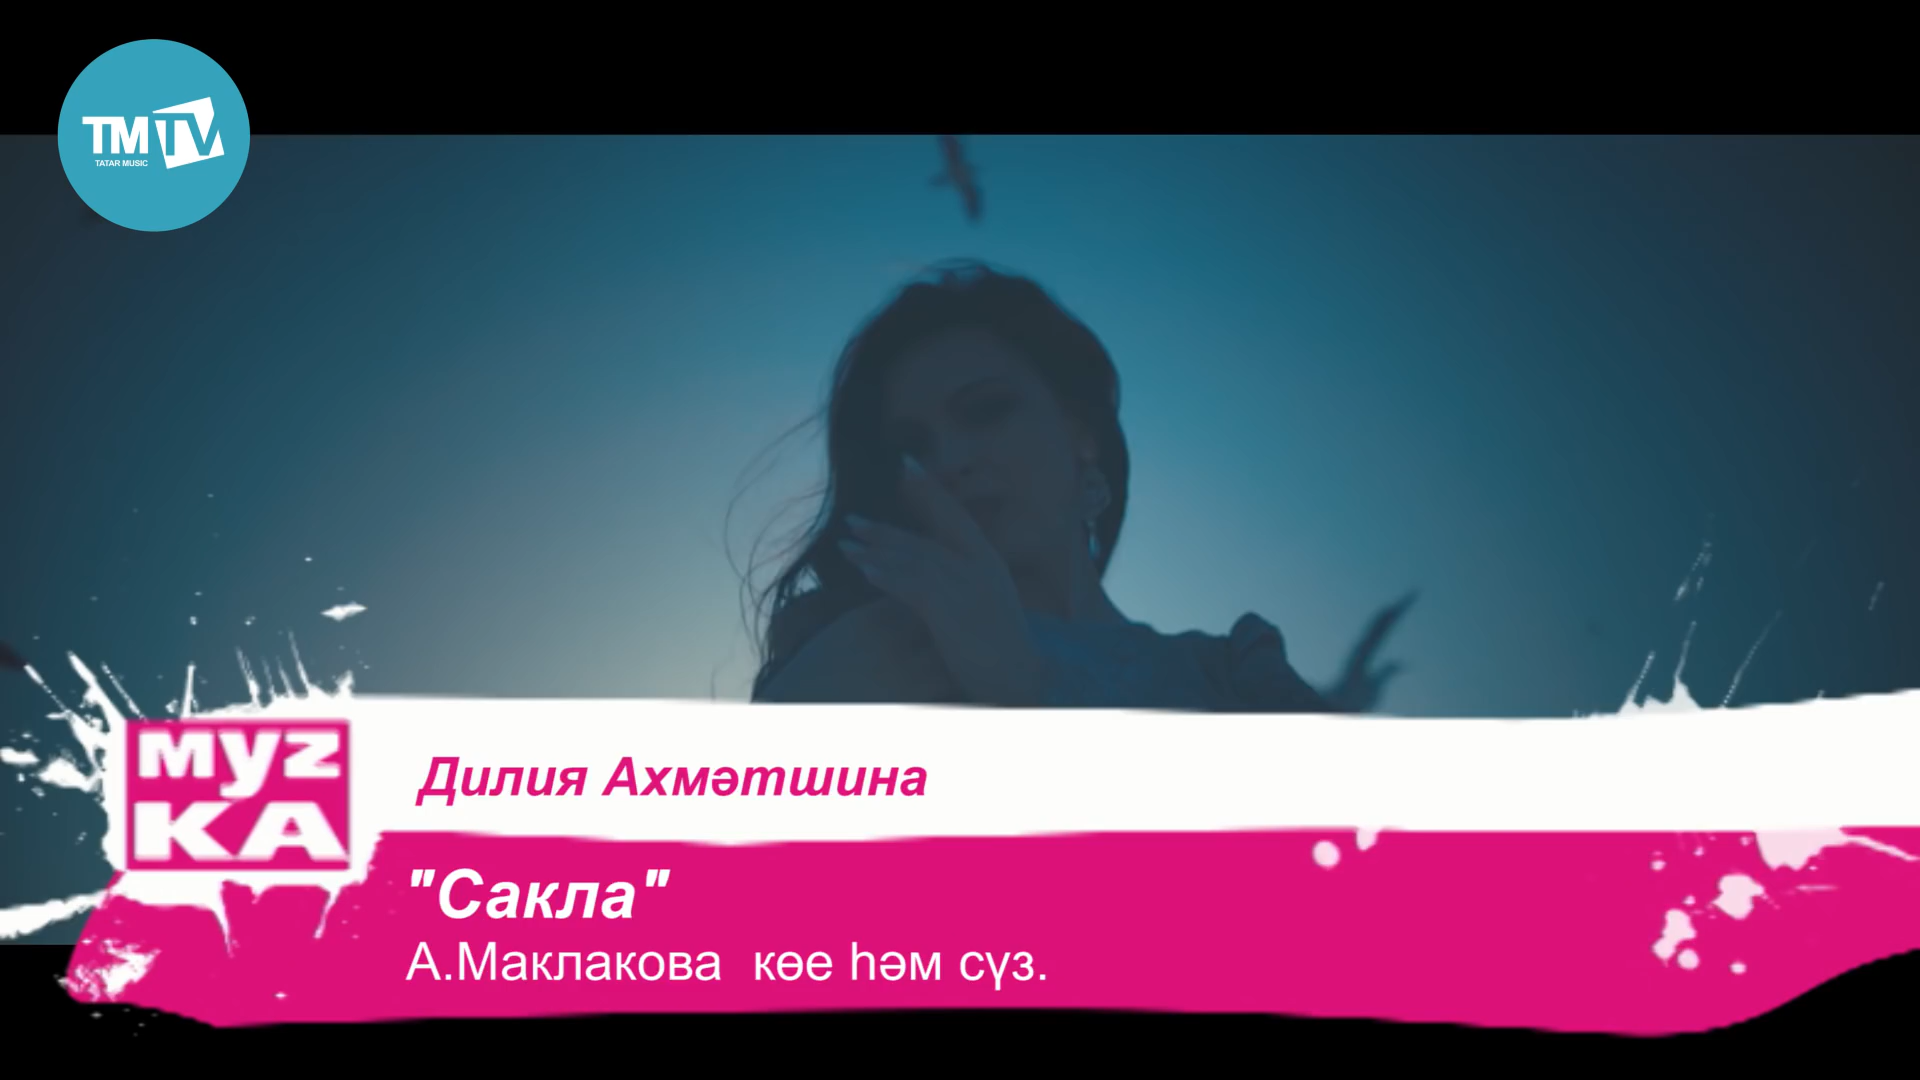 TMTV
TATAR MUSIC
муz
КА
Дилия Ахмәтшина
"Сакла"
А.Маклакова көе һәм сүз.